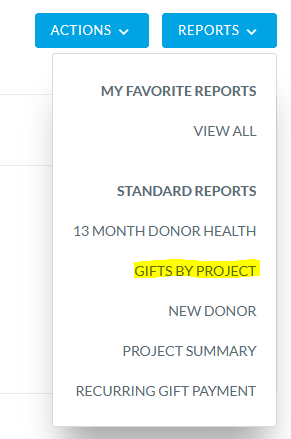 ACTIONS REPORTS
MY FAVORITE REPORTS
VIEW ALL
STANDARD REPORTS
13 MONTH DONOR HEALTH
GIFTS BY PROJECT
NEW DONOR
PROJECT SUMMARY
RECURRING GIFT PAYMENT